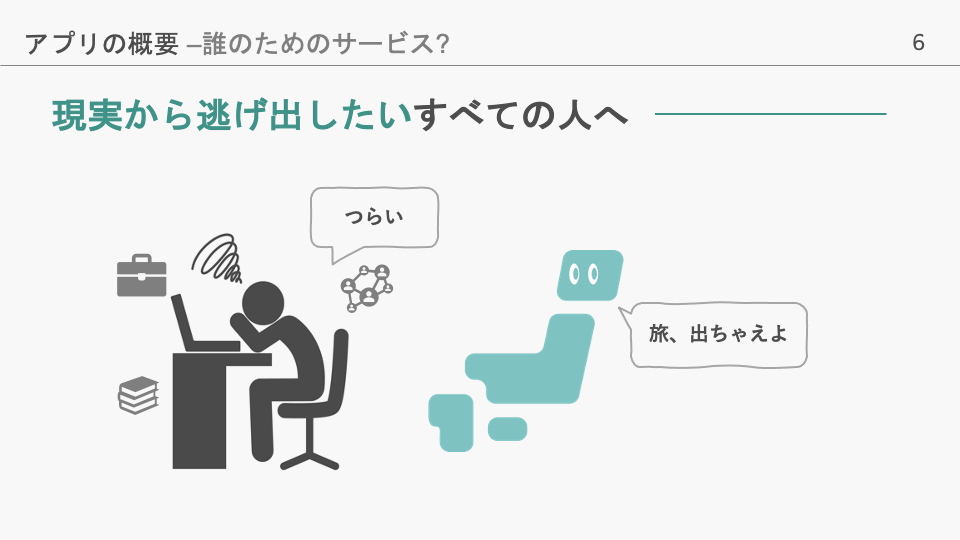 アプリの概要 –誰のためのサービス?
6
現実から逃げ出したいすべての人へ
つらい
旅、出ちゃえよ